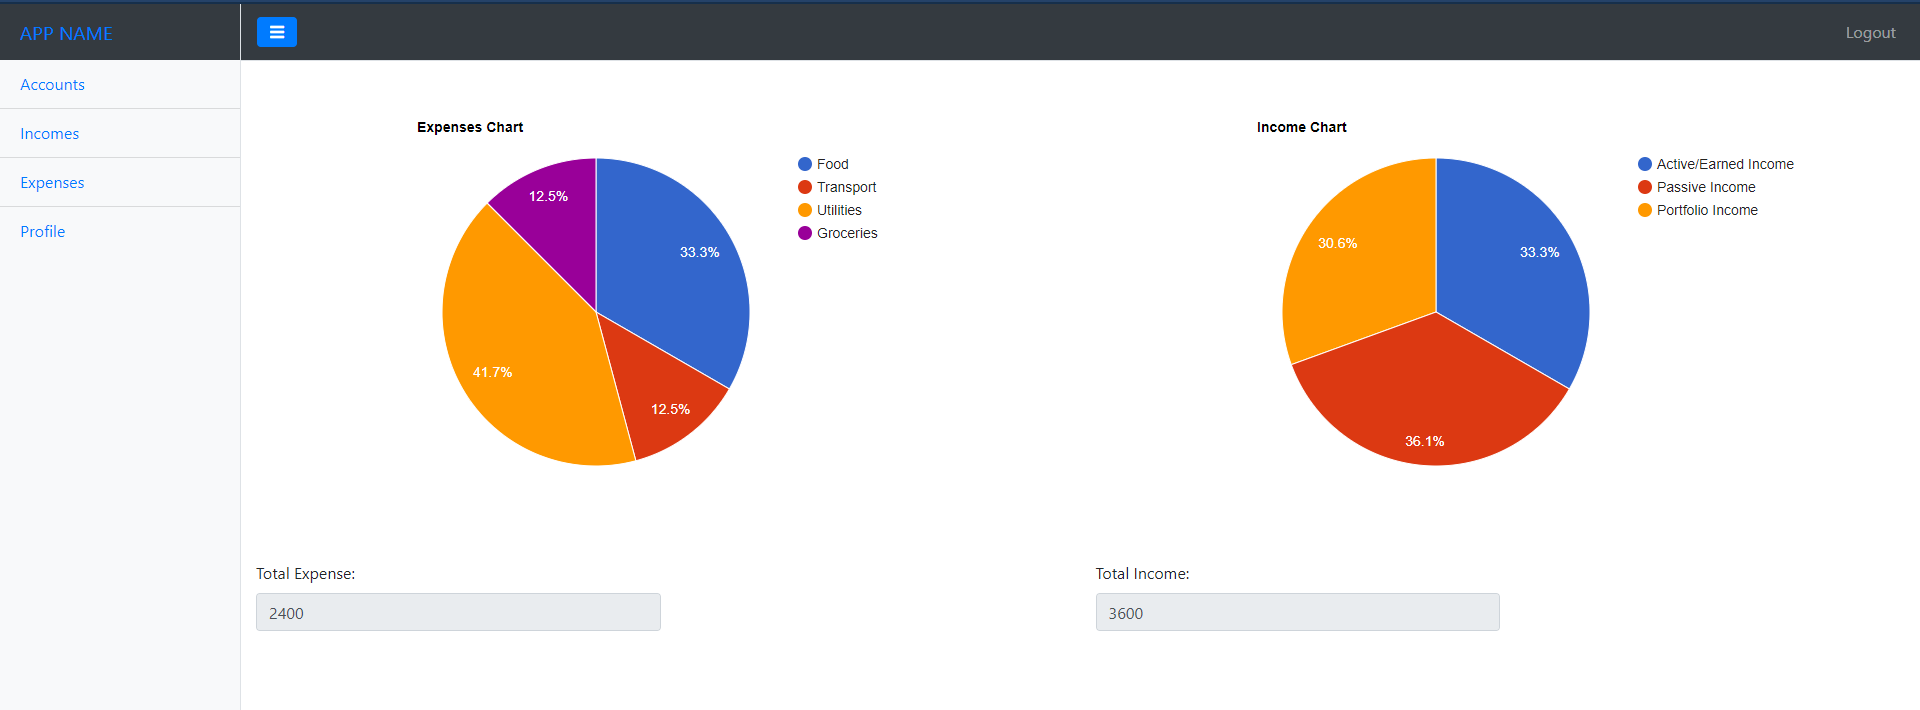 APP NAME
Logout
Accounts
Incomes
Expenses
Profile
Expenses Chart
Food
Transport
Utilities
Groceries
12.5%
33.3%
41.7%
12.5%
Income Chart
Active/Earned Income
Passive Income
Portfolio Income
30.6%
33.3%
36.1%
Total Expense:
2400
Total Income:
3600